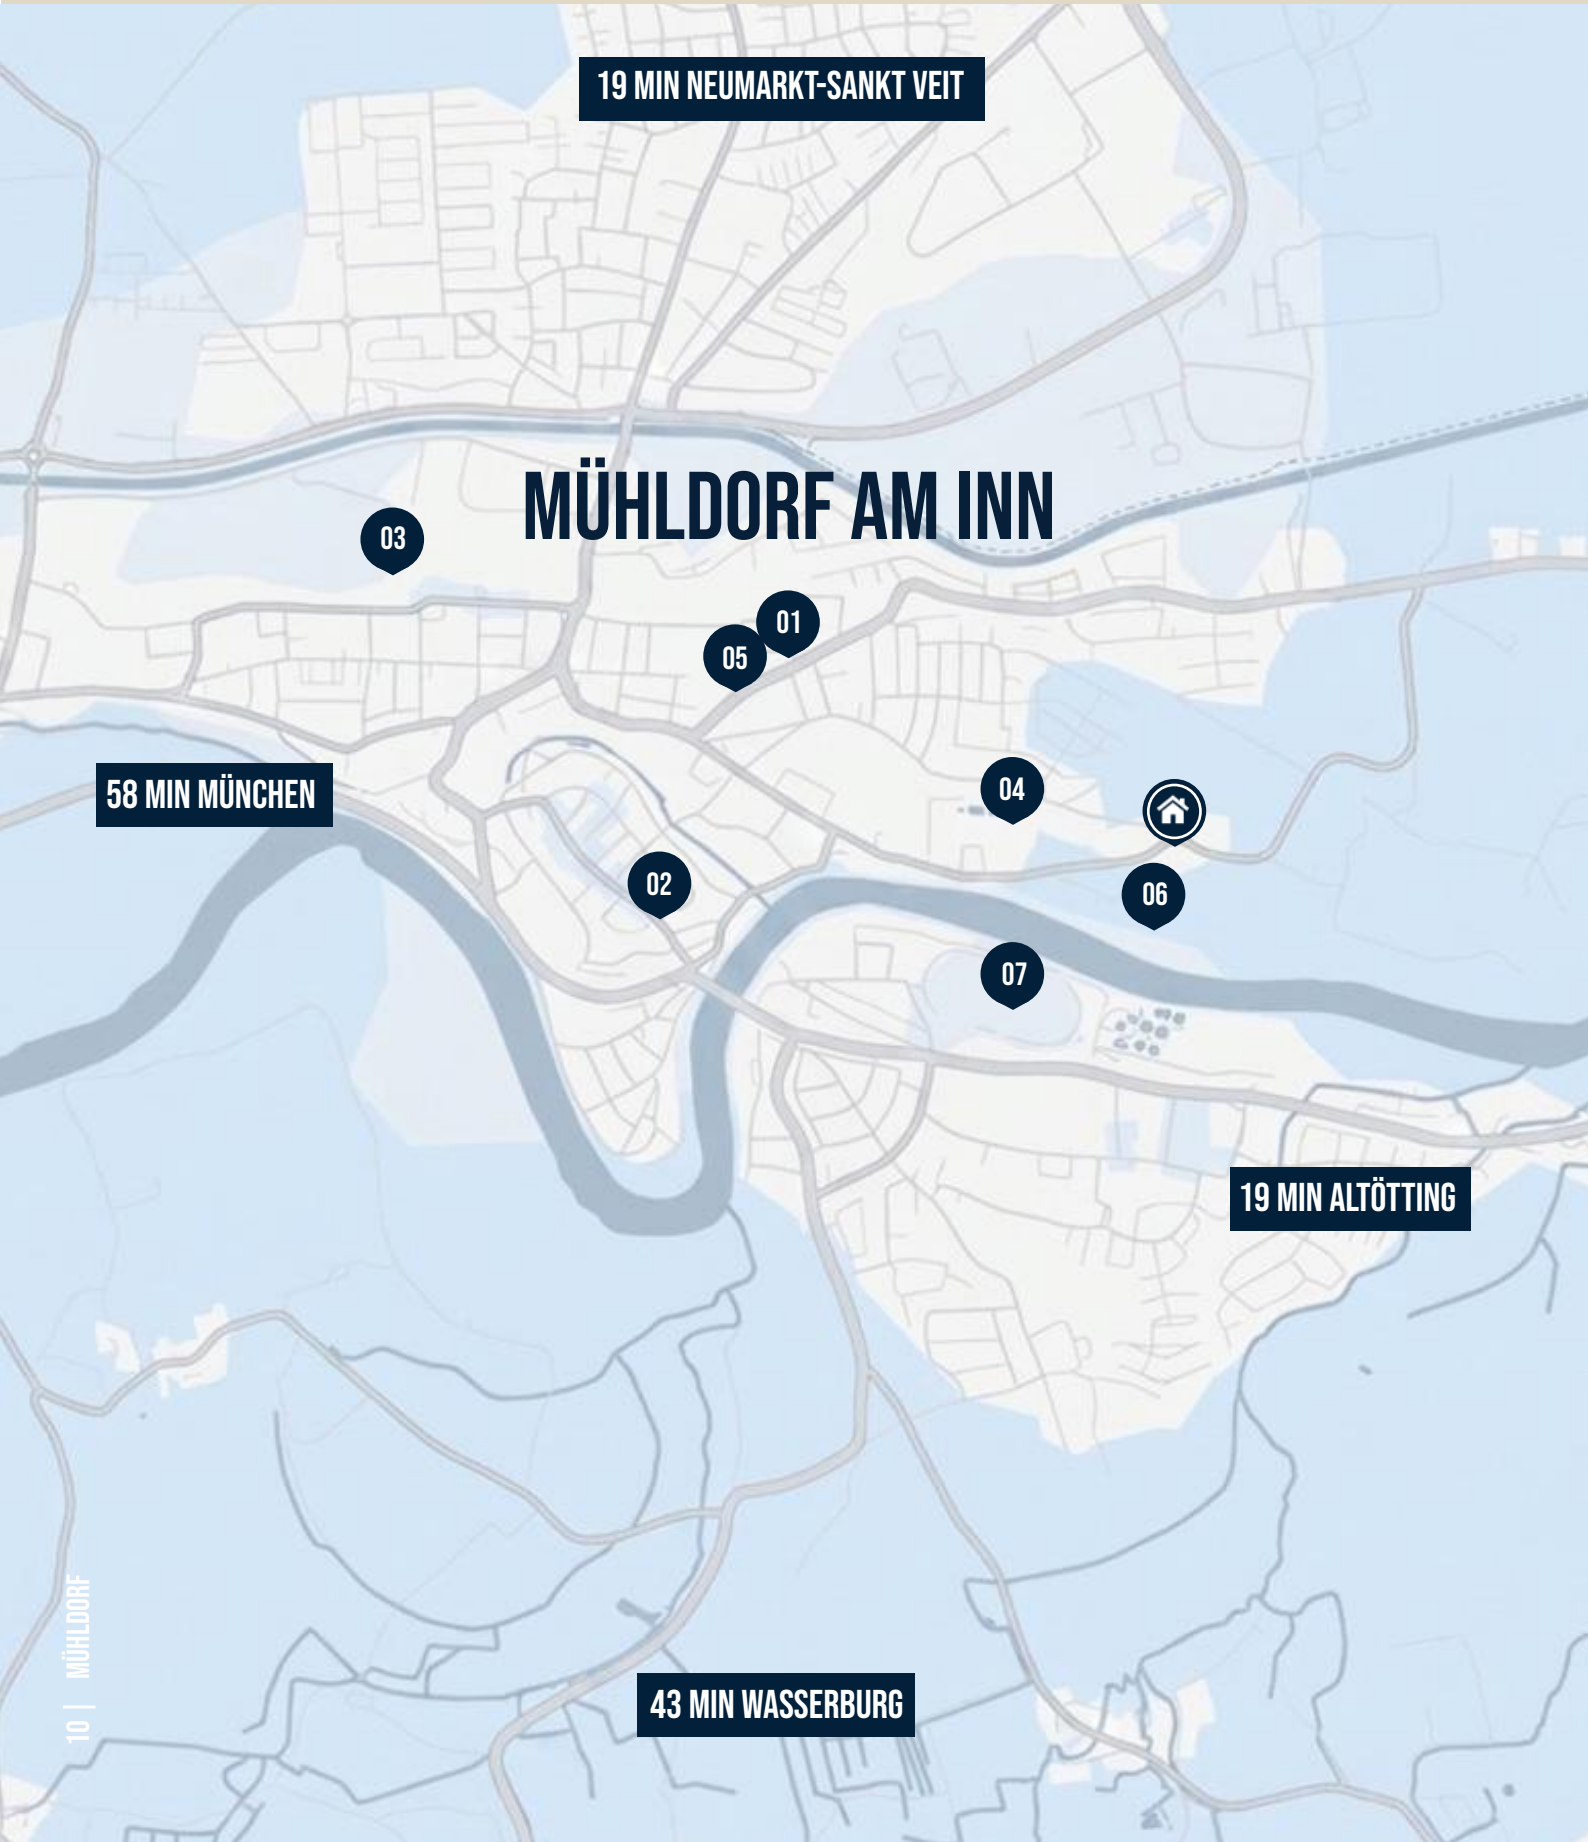 19 MIN NEUMARKT-SANKT VEIT
MÜHLDORF AM INN
03
01
05
58 MIN MÜNCHEN
04
02
06
07
19 MIN ALTÖTTING
43 MIN WASSERBURG
10 | MÜHLDORF